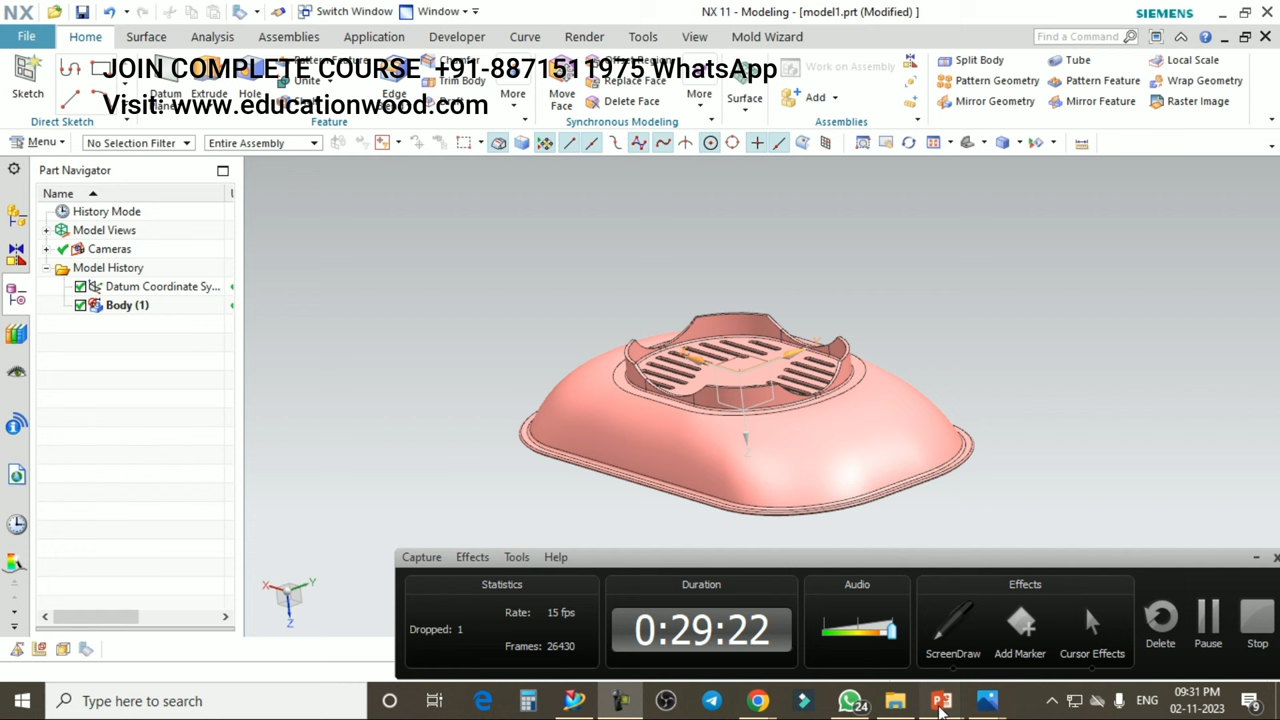 NX
Switch Window
Window
NX 11 - Modeling - [model1.prt (Modified) ]
SIEMENS
File
Home
Surface
Analysis
Assemblies
Application
Developer
Curve
Render
Tools
View
Mold Wizard
Find a Command
JOIN COMPLETE COURSE +91-88715111975 WhatsApp
Visit: www.educationwood.com
Sketch
Extrude
Hole
Unite
Trim Body
More
Move
Face
Replace Face
Delete Face
More
Surface
Work on Assembly
Add
Split Body
Pattern Geometry
Mirror Geometry
Tube
Pattern Feature
Mirror Feature
Local Scale
Wrap Geometry
Raster Image
Direct Sketch
Feature
Synchronous Modeling
Assemblies
Menu
No Selection Filter
Entire Assembly
Part Navigator
Name
History Mode
Model Views
Cameras
Model History
Datum Coordinate Sy...
Body (1)
X
Y
Z
Capture
Effects
Tools
Help
Statistics
Rate: 15 fps
Dropped: 1
Frames: 26430
Duration
0:29:22
Audio
Effects
ScreenDraw
Add Marker
Cursor Effects
Delete
Pause
Stop
Type here to search
24
ENG
09:31 PM
02-11-2023
9